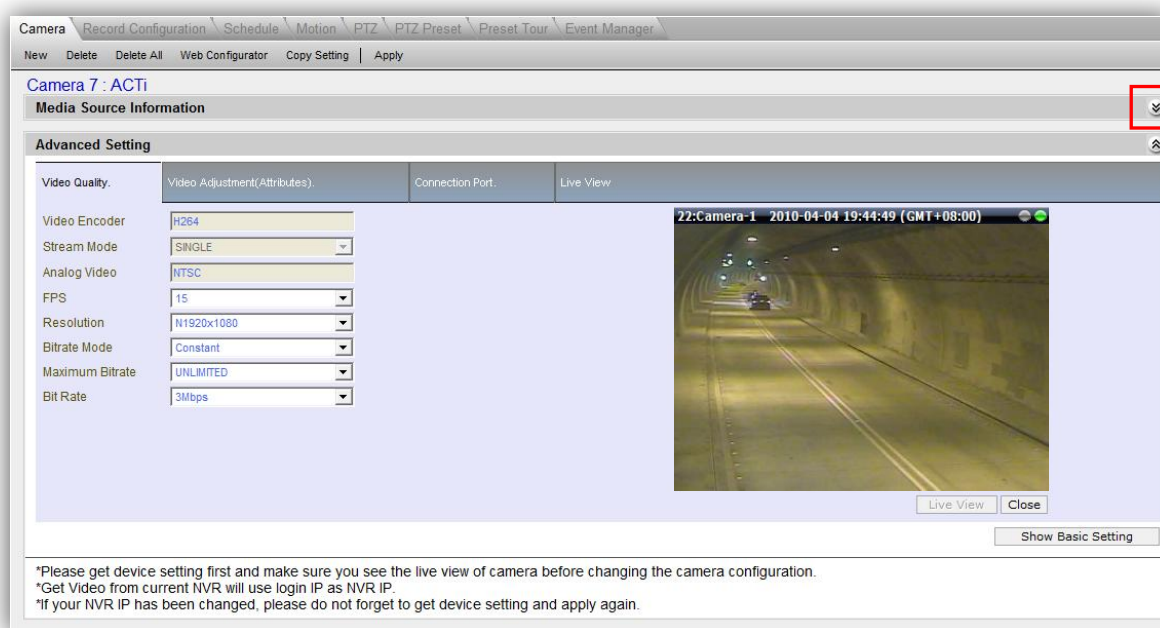 Camera Record Configuration Schedule Motion PTZ PTZ Preset Preset Tour Event Manager
New Delete Delete All Web Configurator Copy Setting Apply
Camera 7 : ACTi
Media Source Information
Advanced Setting
Video Quality. Video Adjustment(Attributes). Connection Port. Live View
Video Encoder H264
Stream Mode SINGLE
Analog Video NTSC
FPS 15
Resolution N1920x1080
Bitrate Mode Constant
Maximum Bitrate UNLIMITED
Bit Rate 3Mbps
22:Camera-1 2010-04-04 19:44:49 (GMT+08:00)
Live View Close
Show Basic Setting
*Please get device setting first and make sure you see the live view of camera before changing the camera configuration.
*Get Video from current NVR will use login IP as NVR IP.
*If your NVR IP has been changed, please do not forget to get device setting and apply again.